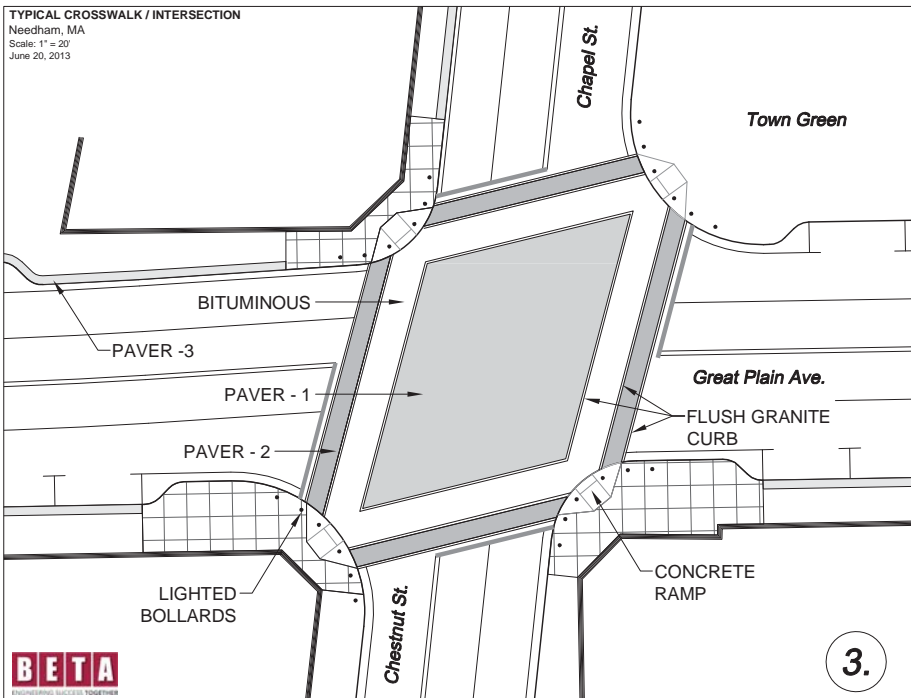 TYPICAL CROSSWALK / INTERSECTION
Needham, MA
Scale: 1" = 20'
June 20, 2013
Chapel St.
Town Green
BITUMINOUS
PAVER -3
PAVER - 1
Great Plain Ave.
FLUSH GRANITE
CURB
PAVER - 2
LIGHTED
BOLLARDS
CONCRETE
RAMP
Chestnut St.
BETA
ENGINEERING SUCCESS TOGETHER
3.